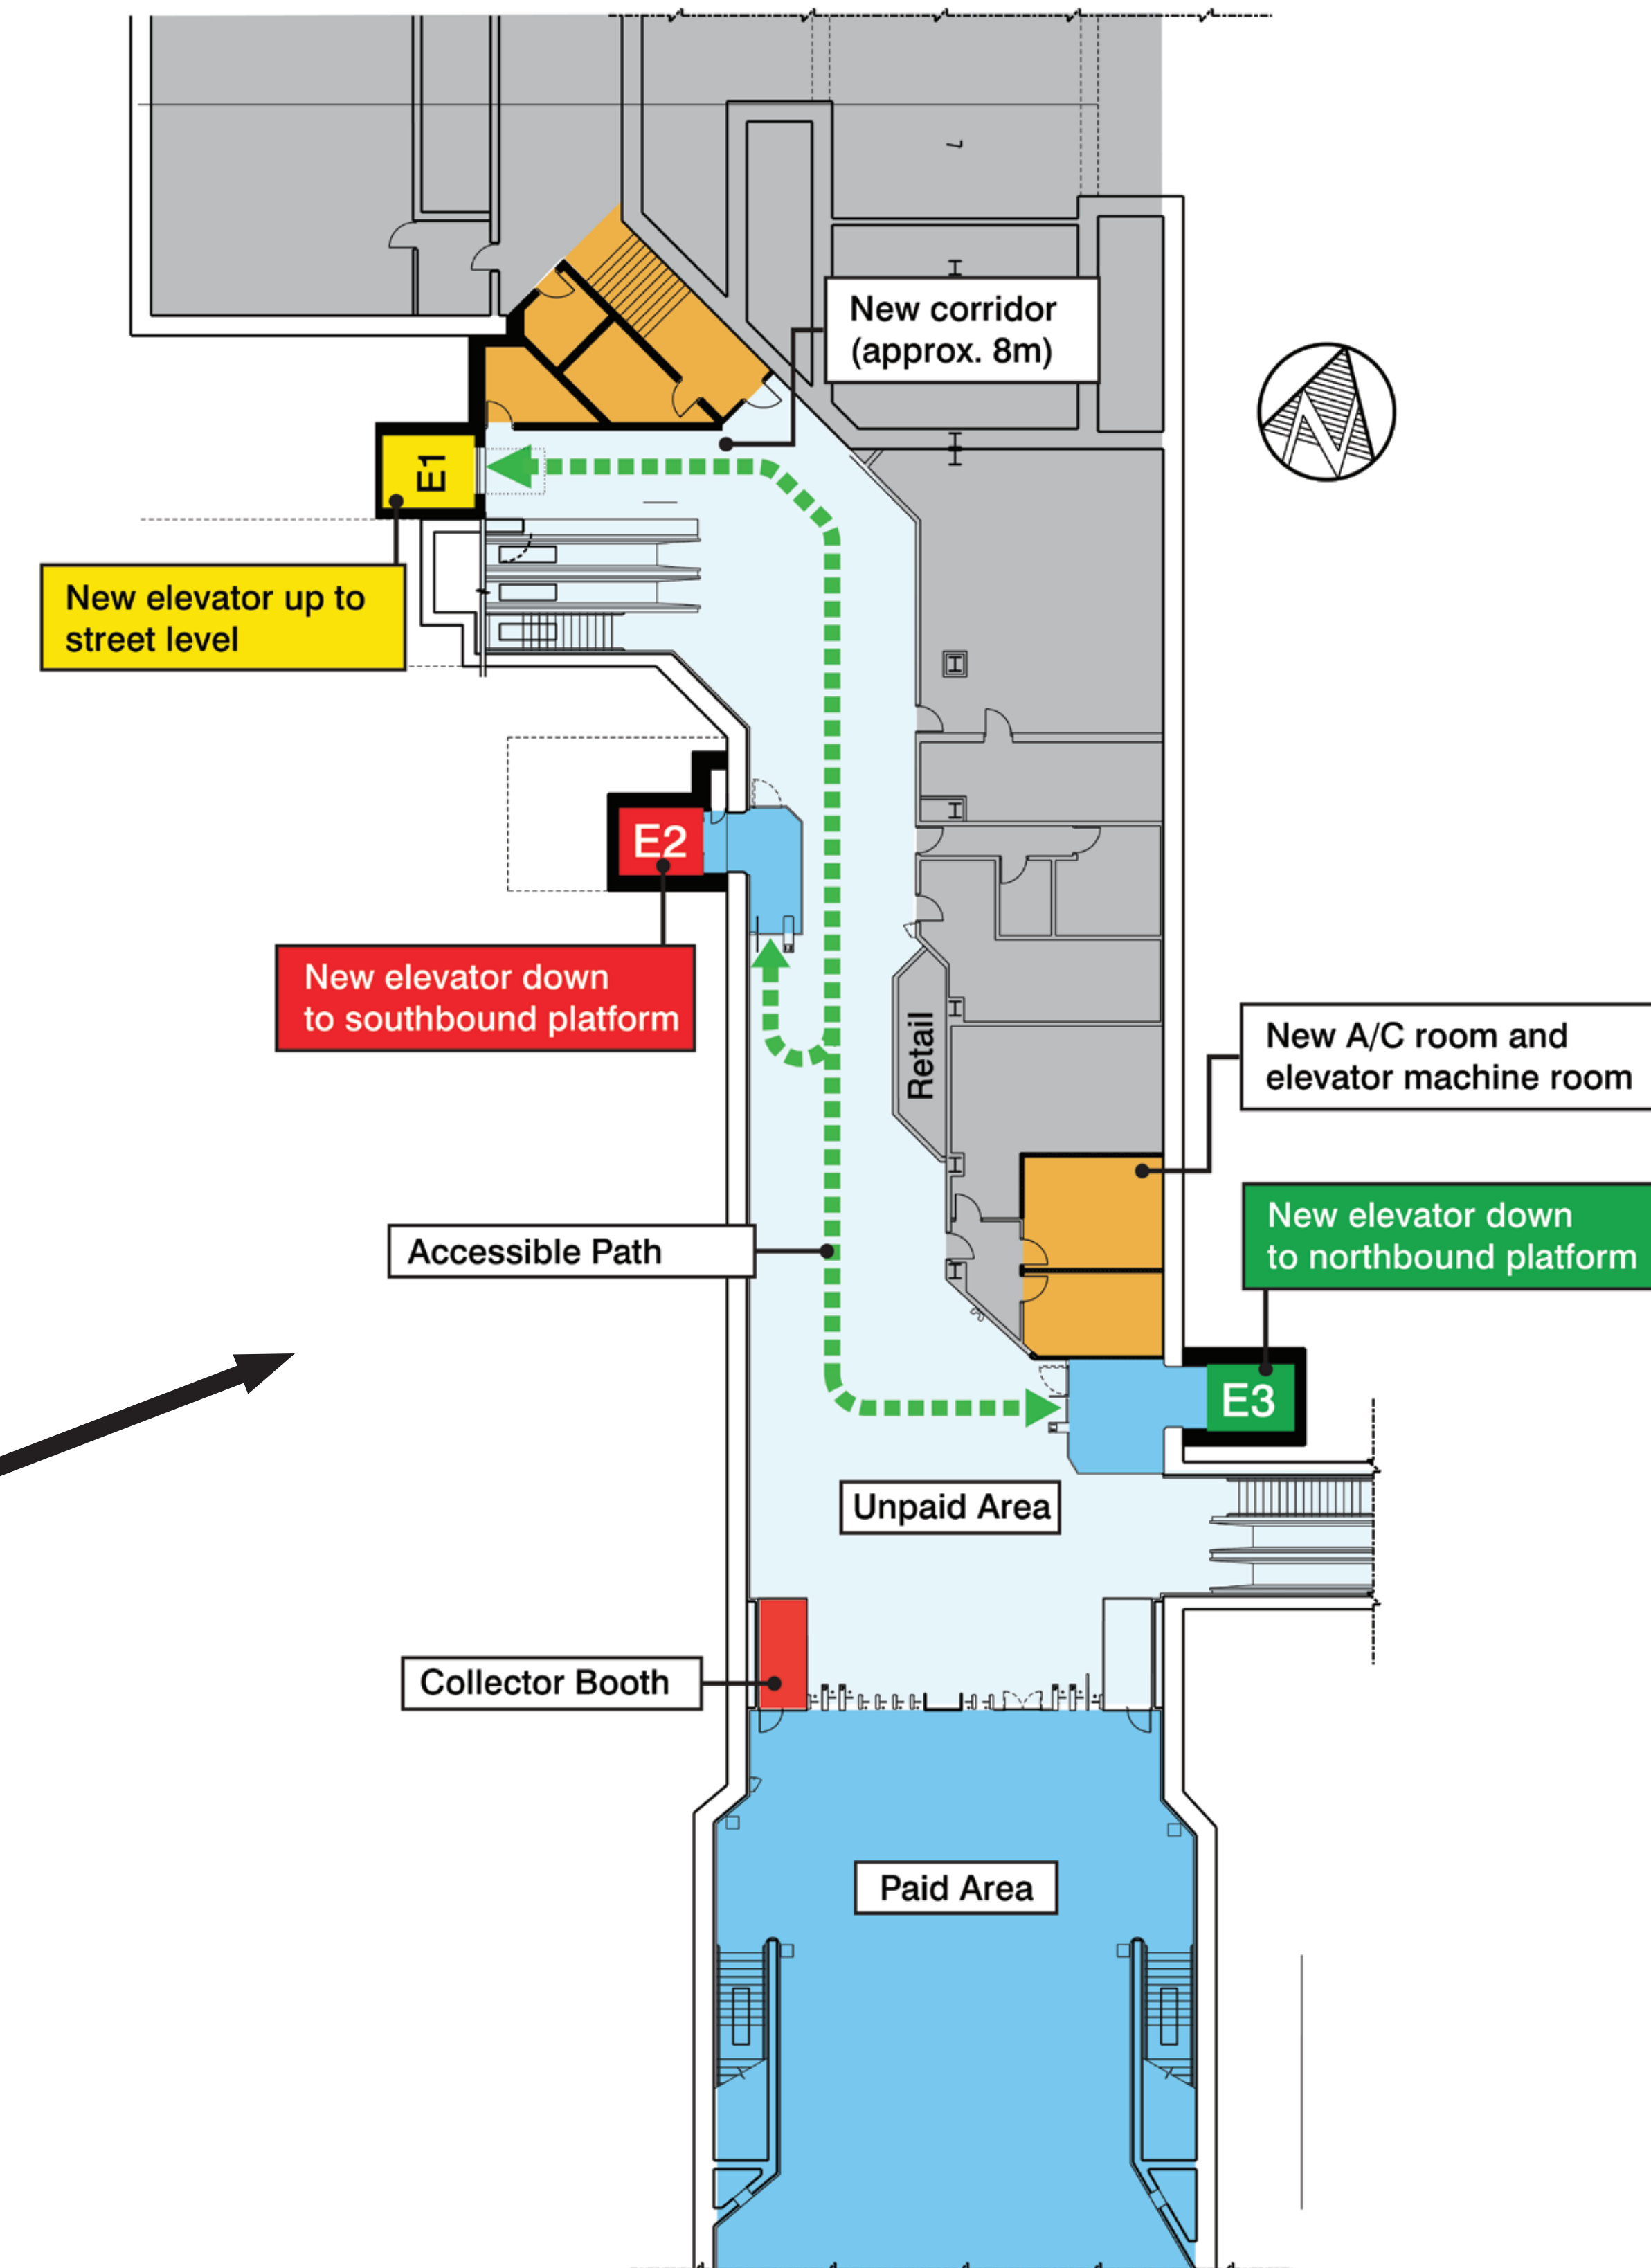 New corridor
(approx. 8m)
N
E1
New elevator up to
street level
E2
New elevator down
to southbound platform
Retail
New A/C room and
elevator machine room
New elevator down
to northbound platform
Accessible Path
E3
Unpaid Area
Collector Booth
Paid Area